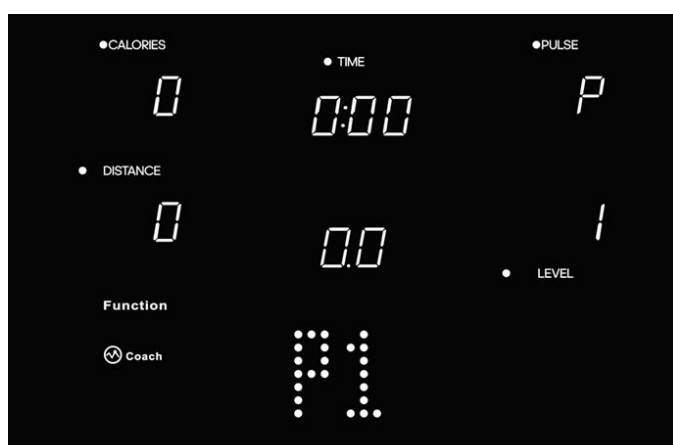 CALORIES
TIME
PULSE
0
0:00
P
DISTANCE
0
0.0
1
LEVEL
Function
Coach
P1